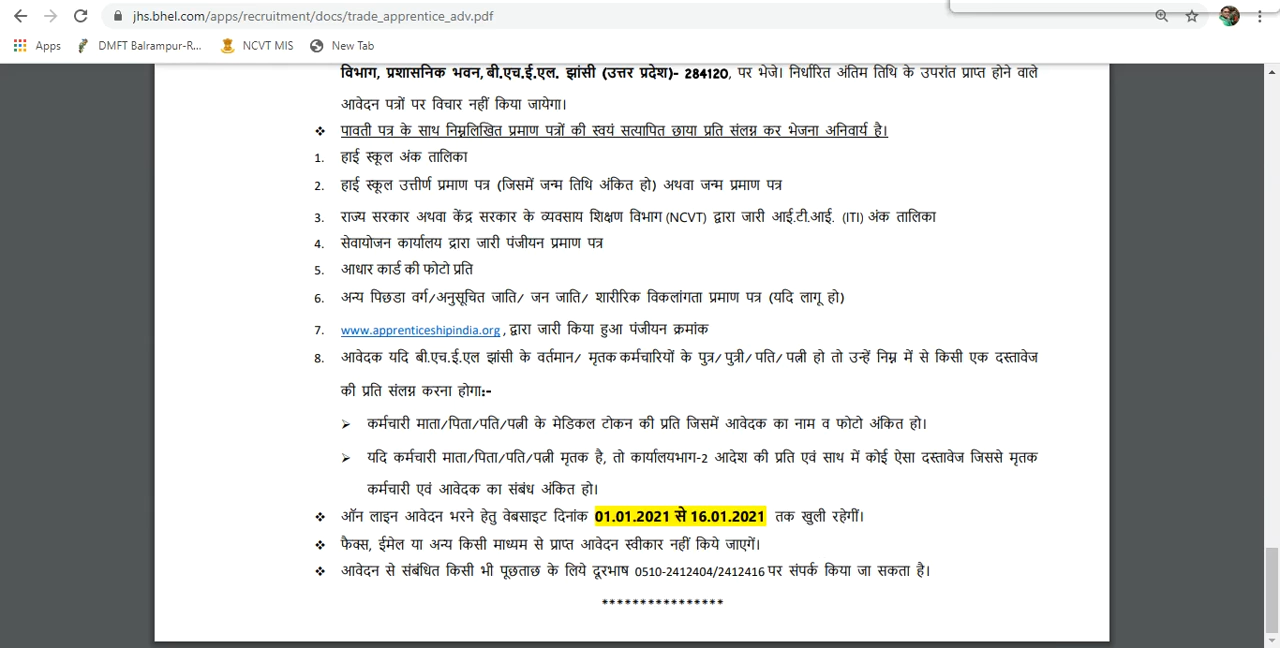 jhs.bhel.com/apps/recruitment/docs/trade_apprentice_adv.pdf
Apps DMFT Balrampur-R... NCVT MIS New Tab
विभाग, प्रशासनिक भवन, बी.एच.ई.एल. झांसी (उत्तर प्रदेश)- 284120, पर भेजे। निर्धारित अंतिम तिथि के उपरांत प्राप्त होने वाले
आवेदन पत्रों पर विचार नहीं किया जायेगा।
❖ पावती पत्र के साथ निम्नलिखित प्रमाण पत्रों की स्वयं सत्यापित छाया प्रति संलग्न कर भेजना अनिवार्य है।
1. हाई स्कूल अंक तालिका
2. हाई स्कूल उत्तीर्ण प्रमाण पत्र (जिसमें जन्म तिथि अंकित हो) अथवा जन्म प्रमाण पत्र
3. राज्य सरकार अथवा केंद्र सरकार के व्यवसाय शिक्षण विभाग (NCVT) द्वारा जारी आई.टी.आई. (ITI) अंक तालिका
4. सेवायोजन कार्यालय द्रारा जारी पंजीयन प्रमाण पत्र
5. आधार कार्ड की फोटो प्रति
6. अन्य पिछडा वर्ग/अनुसूचित जाति/ जन जाति/ शारीरिक विकलांगता प्रमाण पत्र (यदि लागू हो)
7. www.apprenticeshipindia.org , द्वारा जारी किया हुआ पंजीयन क्रमांक
8. आवेदक यदि बी.एच.ई.एल झांसी के वर्तमान/ मृतक कर्मचारियों के पुत्र/ पुत्री/ पति/ पत्नी हो तो उन्हें निम्न में से किसी एक दस्तावेज
की प्रति संलग्न करना होगा:-
➢ कर्मचारी माता/पिता/पति/पत्नी के मेडिकल टोकन की प्रति जिसमें आवेदक का नाम व फोटो अंकित हो।
➢ यदि कर्मचारी माता/पिता/पति/पत्नी मृतक है, तो कार्यालयभाग-2 आदेश की प्रति एवं साथ में कोई ऐसा दस्तावेज जिससे मृतक
कर्मचारी एवं आवेदक का संबंध अंकित हो।
❖ ऑन लाइन आवेदन भरने हेतु वेबसाइट दिनांक 01.01.2021 से 16.01.2021 तक खुली रहेगीं।
❖ फैक्स, ईमेल या अन्य किसी माध्यम से प्राप्त आवेदन स्वीकार नहीं किये जाएगें।
❖ आवेदन से संबंधित किसी भी पूछताछ के लिये दूरभाष 0510-2412404/2412416 पर संपर्क किया जा सकता है।
****************